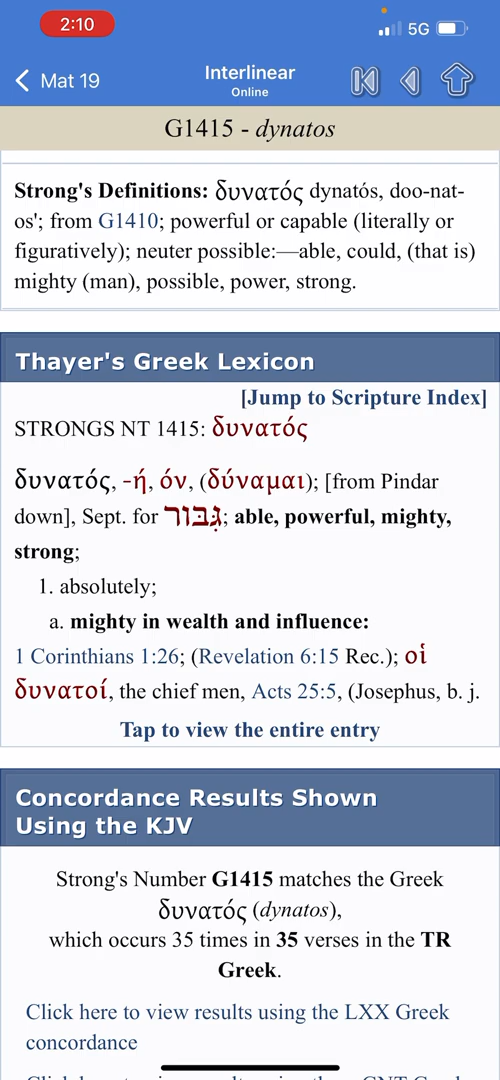 2:10
5G
Mat 19
Interlinear
Online
G1415 - dynatos
Strong's Definitions: δυνατός dynatós, doo-nat-
os'; from G1410; powerful or capable (literally or
figuratively); neuter possible:—able, could, (that is)
mighty (man), possible, power, strong.
Thayer's Greek Lexicon
[Jump to Scripture Index]
STRONGS NT 1415: δυνατός
δυνατός, -ή, όν, (δύναμαι); [from Pindar
down], Sept. for גִּבּור; able, powerful, mighty,
strong;
1. absolutely;
a. mighty in wealth and influence:
1 Corinthians 1:26; (Revelation 6:15 Rec.); οἱ
δυνατοί, the chief men, Acts 25:5, (Josephus, b. j.
Tap to view the entire entry
Concordance Results Shown
Using the KJV
Strong's Number G1415 matches the Greek
δυνατός (dynatos),
which occurs 35 times in 35 verses in the TR
Greek.
Click here to view results using the LXX Greek
concordance